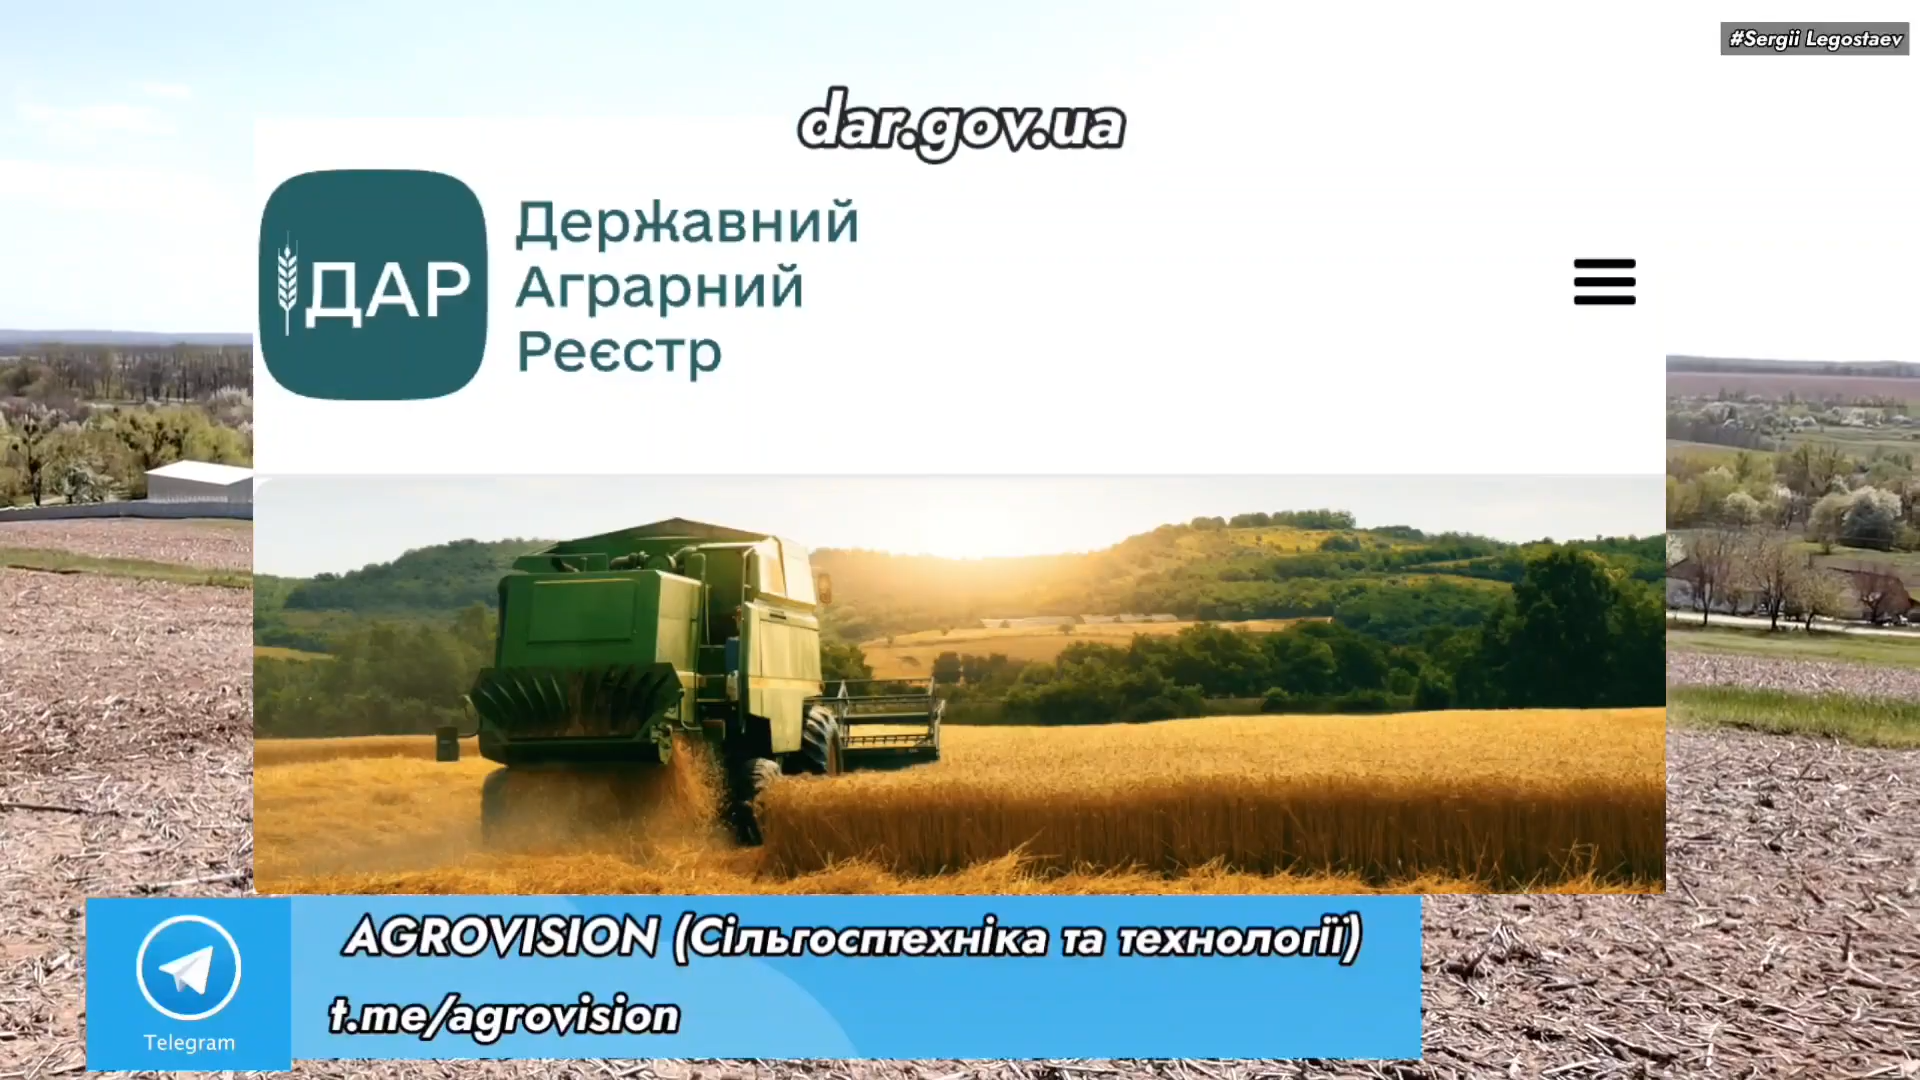 #Sergii Legostaev
dar.gov.ua
ДАР
Державний
Аграрний
Реєстр
AGROVISION (Сільгосптехніка та технології)
t.me/agrovision
Telegram